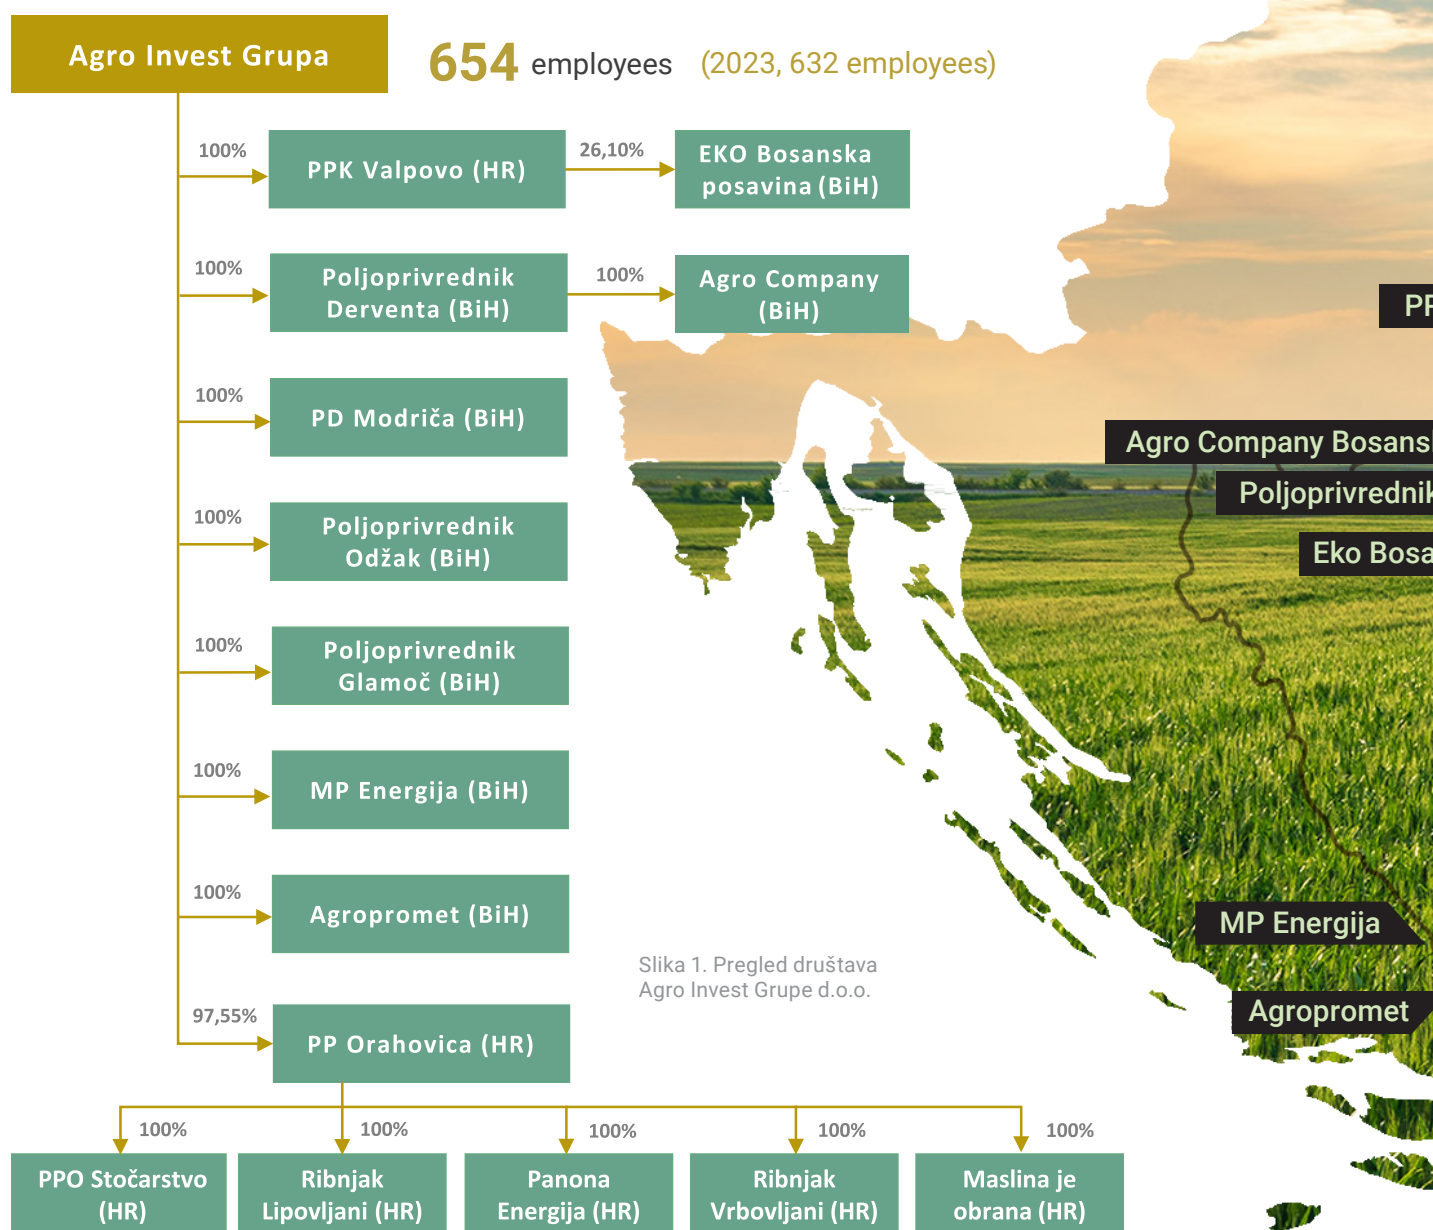 Agro Invest Grupa
654 employees (2023, 632 employees)
100%
PPK Valpovo (HR)
26,10%
EKO Bosanska
posavina (BiH)
100%
Poljoprivrednik
Derventa (BiH)
100%
Agro Company
(BiH)
100%
PD Modriča (BiH)
100%
Poljoprivrednik
Odžak (BiH)
100%
Poljoprivrednik
Glamoč (BiH)
100%
MP Energija (BiH)
100%
Agropromet (BiH)
97,55%
PP Orahovica (HR)
100%
PPO Stočarstvo
(HR)
100%
Ribnjak
Lipovljani (HR)
100%
Panona
Energija (HR)
100%
Ribnjak
Vrbovljani (HR)
100%
Maslina je
obrana (HR)
Slika 1. Pregled društava
Agro Invest Grupe d.o.o.
Agro Company
Poljoprivrednik
Eko
MP Energija
Agropromet